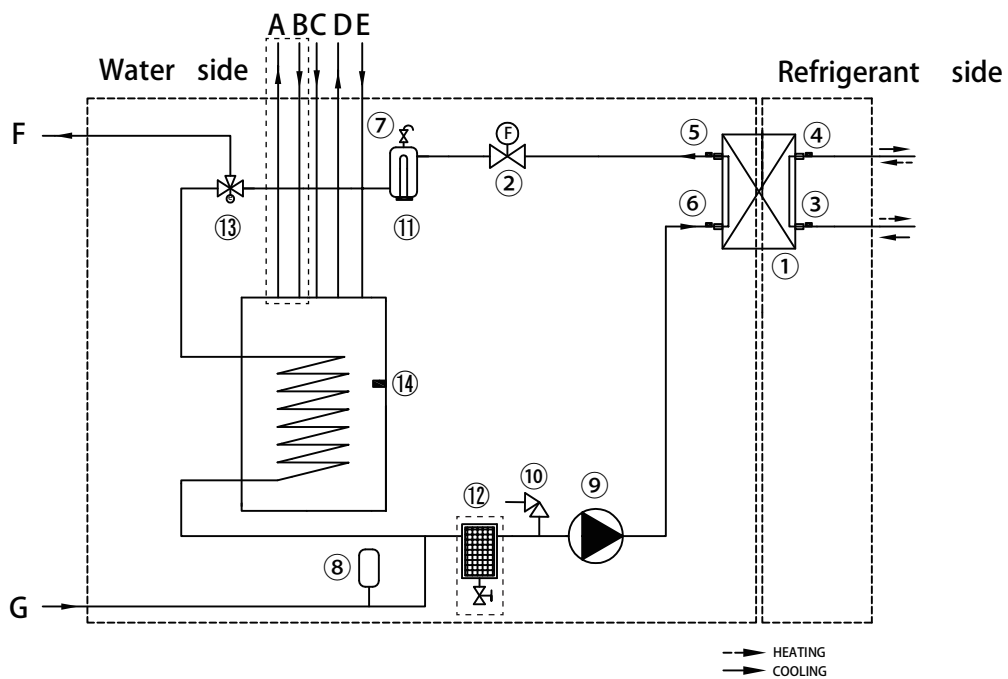 A B C D E
Water side
Refrigerant side
F
⑦
F
②
⑤
④
⑬
⑪
⑥
③
①
⑭
⑫
⑩
⑨
⑧
G
HEATING
COOLING